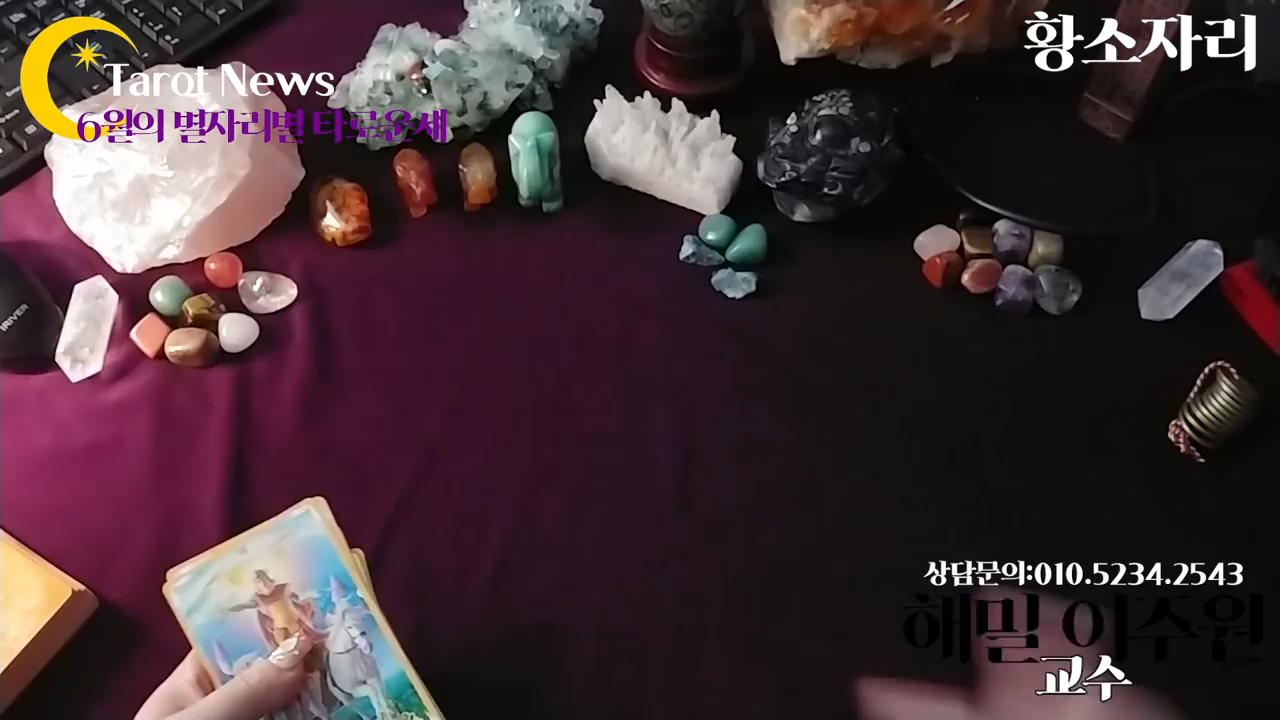 Tarot News
6월의 별자리별 타로운세
황소자리
IRIVER
상담문의:010.5234.2543
해밀 이주원
교수